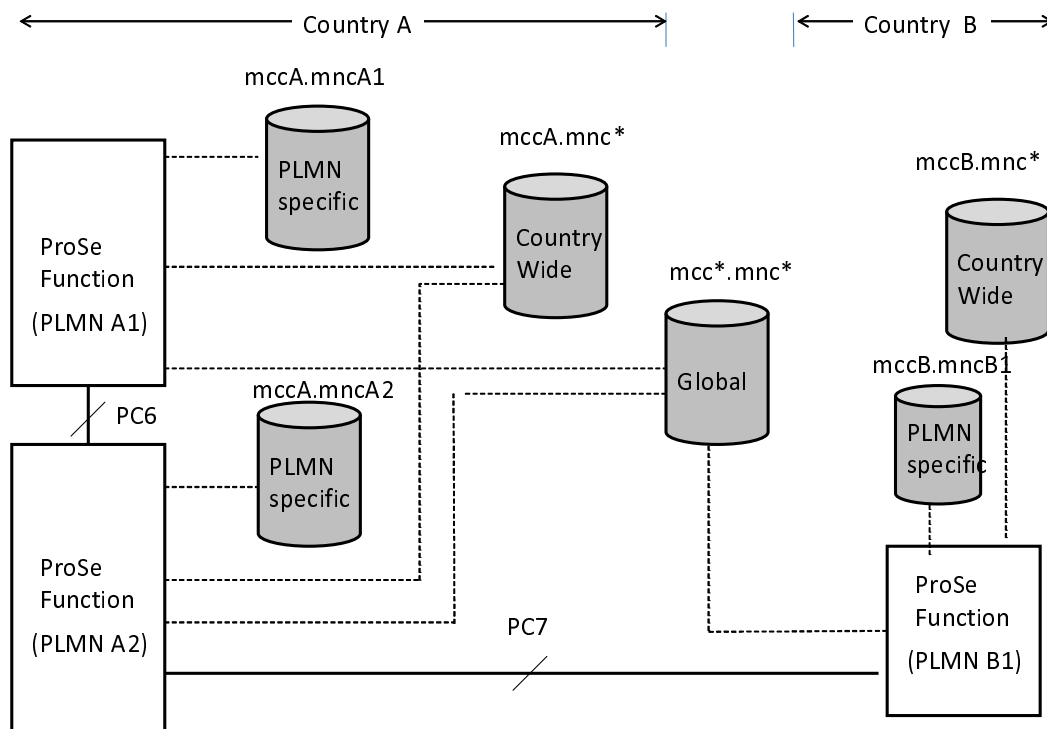 Country A
Country B
mccA.mncA1
PLMN
specific
mccA.mnc*
Country
Wide
mccB.mnc*
Country
Wide
ProSe
Function
(PLMN A1)
mcc*.mnc*
Global
mccB.mncB1
PLMN
specific
mccA.mncA2
PLMN
specific
PC6
ProSe
Function
(PLMN A2)
PC7
ProSe
Function
(PLMN B1)